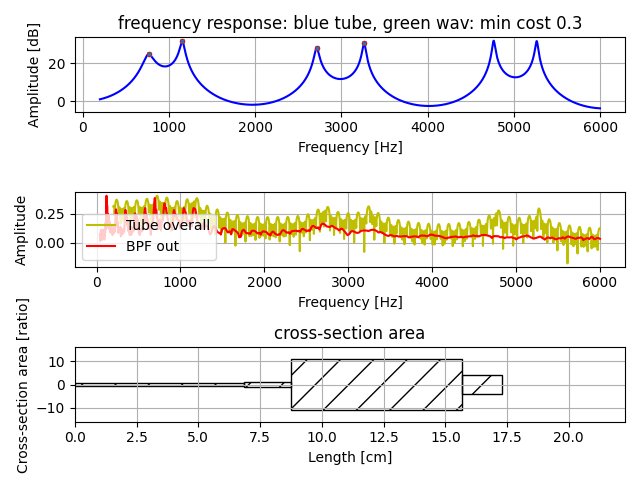 frequency response: blue tube, green wav: min cost 0.3
Amplitude [dB]
20
0
0 1000 2000 3000 4000 5000 6000
Frequency [Hz]
Amplitude
0.25
0.00
Tube overall
BPF out
0 1000 2000 3000 4000 5000 6000
Frequency [Hz]
cross-section area
Cross-section area [ratio]
10
0
−10
0.0 2.5 5.0 7.5 10.0 12.5 15.0 17.5 20.0
Length [cm]